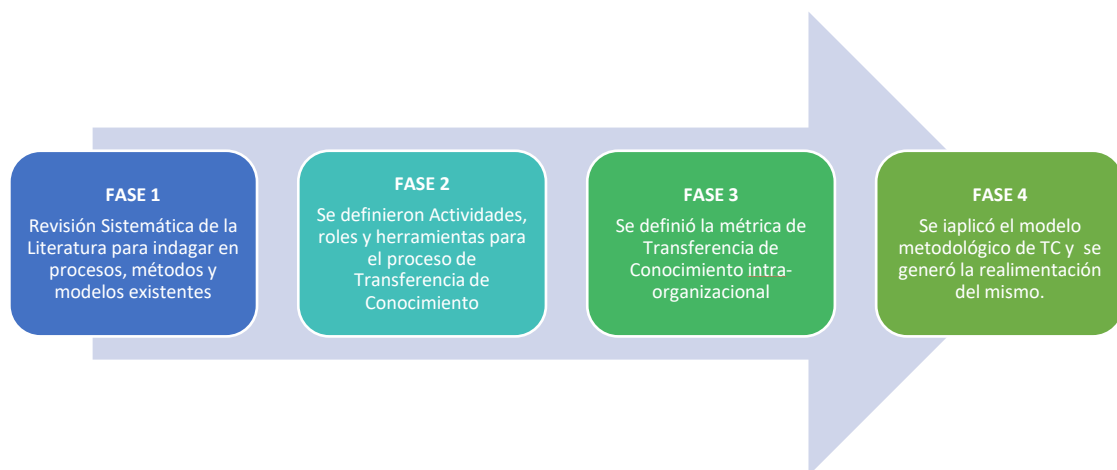 FASE 1
Revisión Sistemática de la
Literatura para indagar en
procesos, métodos y
modelos existentes
FASE 2
Se definieron Actividades,
roles y herramientas para
el proceso de
Transferencia de
Conocimiento
FASE 3
Se definió la métrica de
Transferencia de
Conocimiento intra-
organizacional
FASE 4
Se iaplicó el modelo
metodológico de TC y  se
generó la realimentación
del mismo.